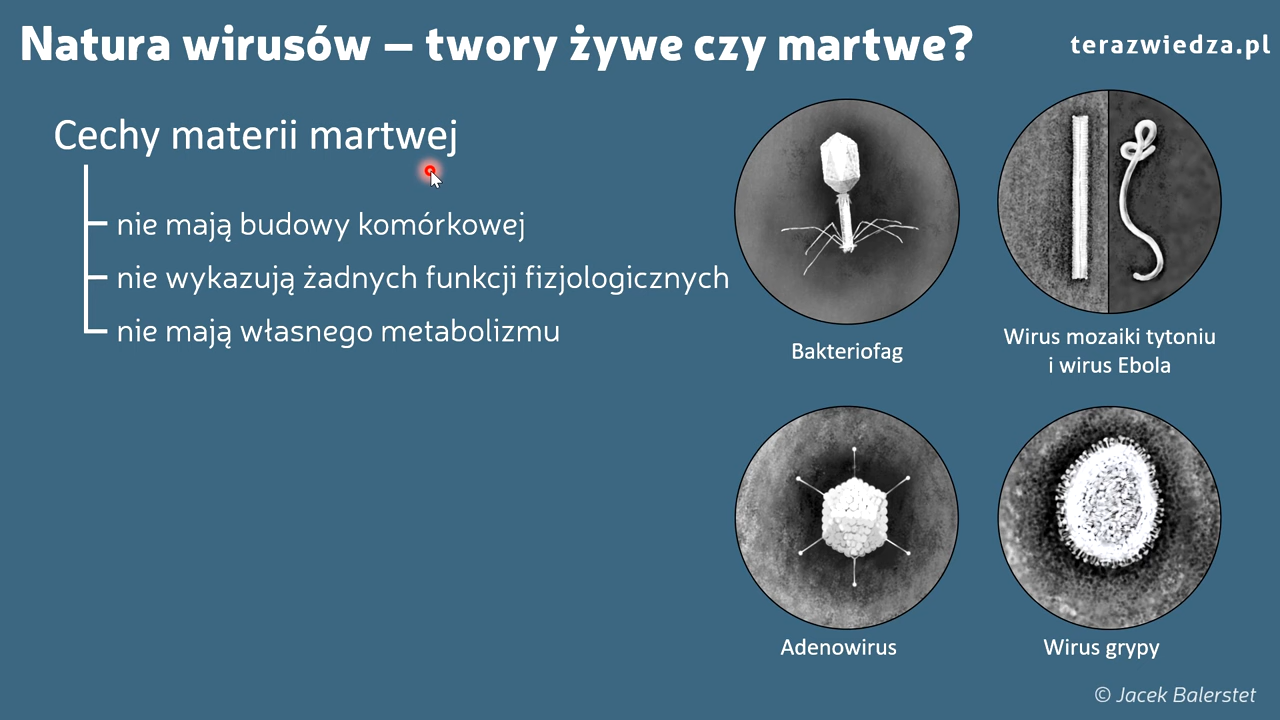 Natura wirusów – twory żywe czy martwe?
terazwiedza.pl
Cechy materii martwej
nie mają budowy komórkowej
nie wykazują żadnych funkcji fizjologicznych
nie mają własnego metabolizmu
Bakteriofag
Wirus mozaiki tytoniu
i wirus Ebola
Adenowirus
Wirus grypy
© Jacek Balerstet